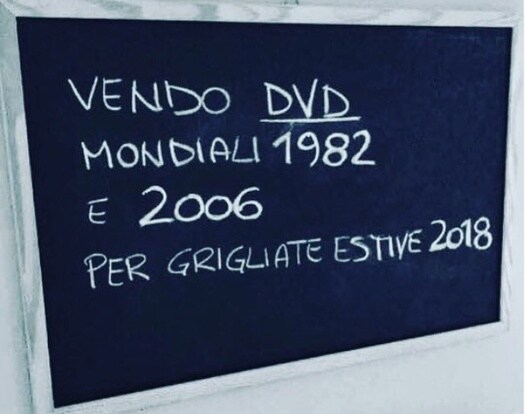 VENDO DVD
MONDIALI 1982
E 2006
PER GRIGLIATE ESTIVE 2018